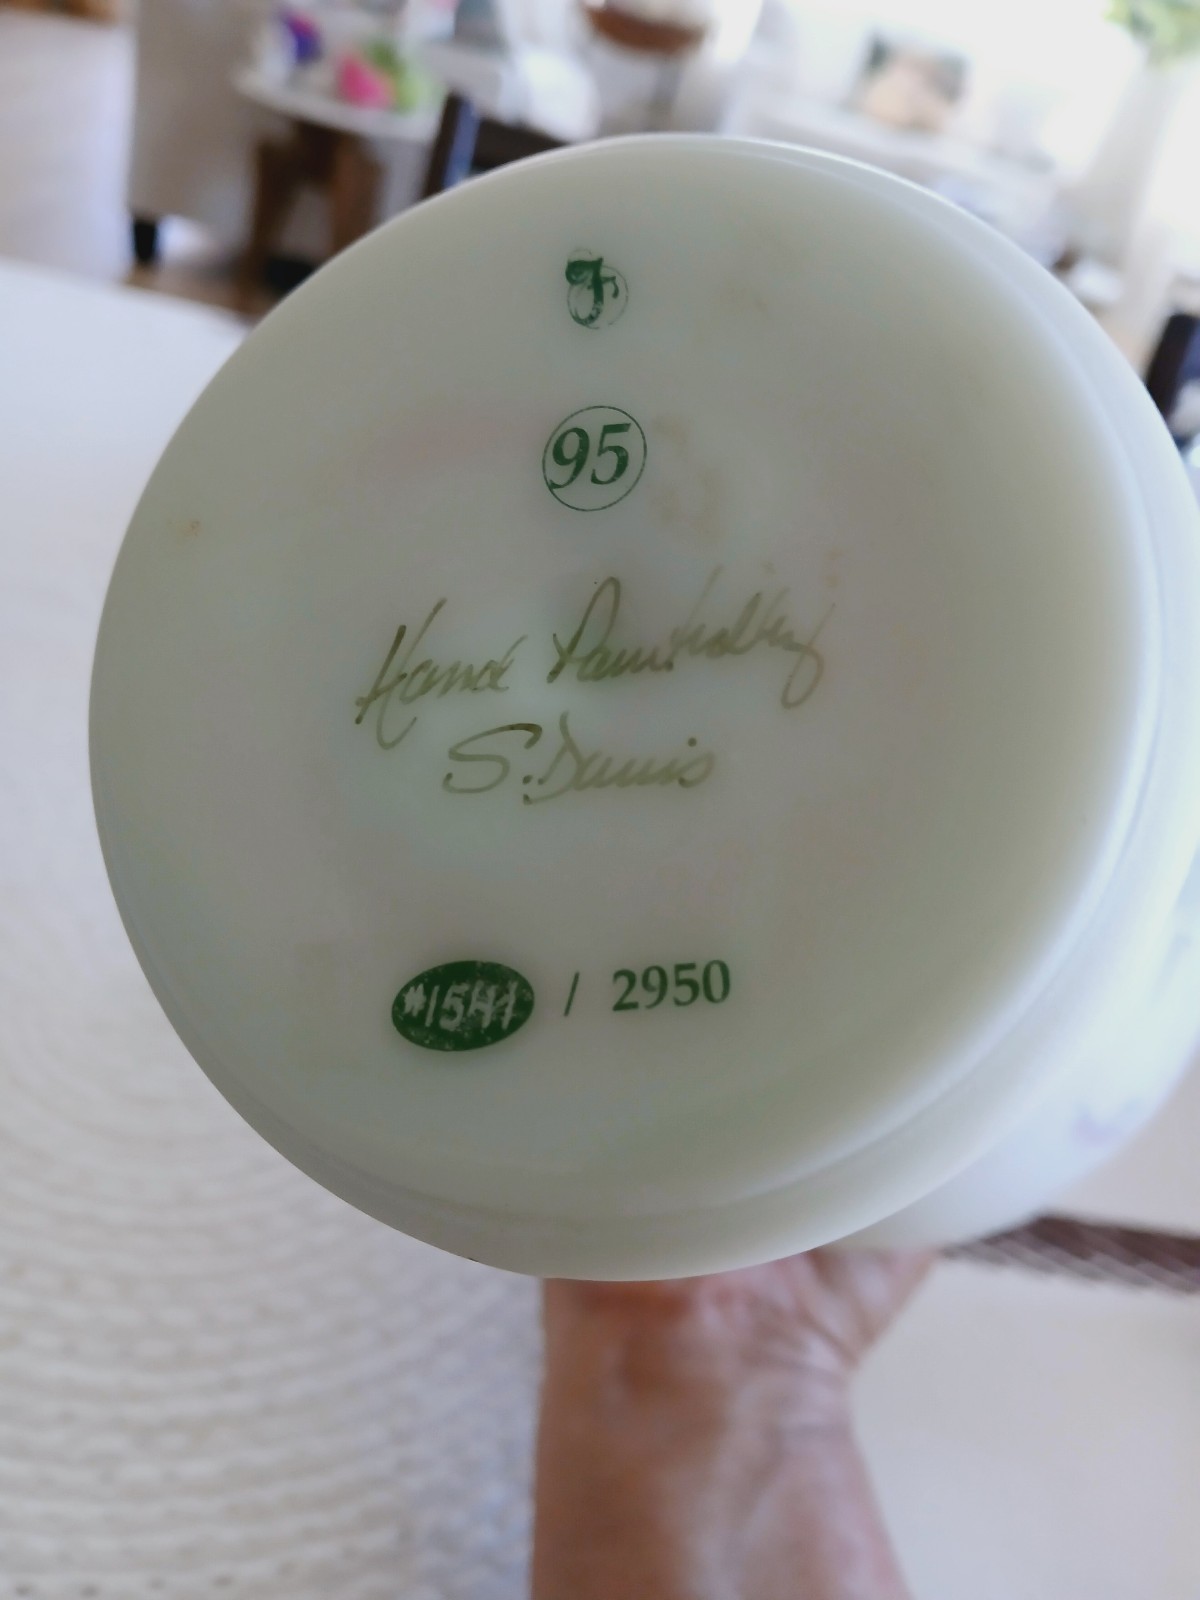 F
95
Hand Painted by
S. Dennis
#1541 / 2950